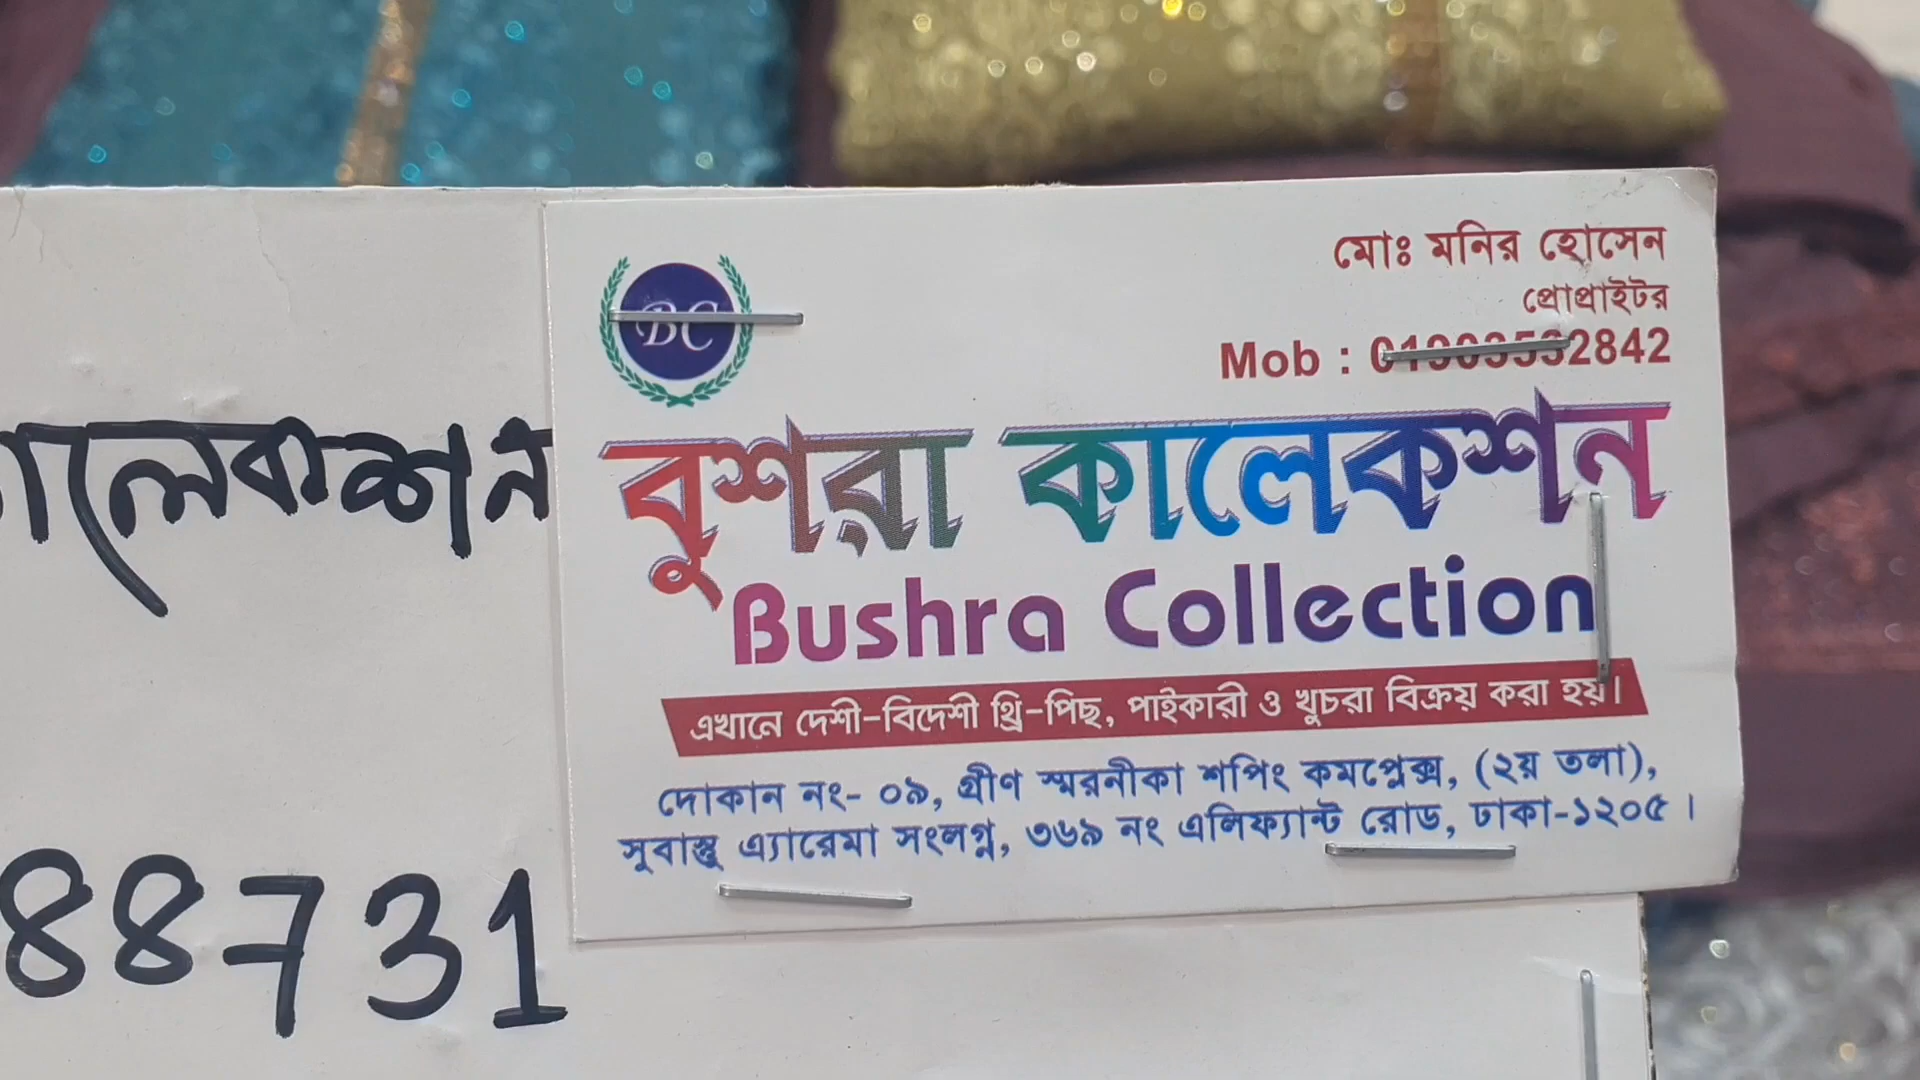 BC
মোঃ মনির হোসেন
প্রোপ্রাইটর
Mob :
বুশরা কালেকশন
Bushra Collection
এখানে দেশী-বিদেশী থ্রি-পিছ, পাইকারী ও খুচরা বিক্রয় করা হয়।
দোকান নং- ০৯, গ্রীণ স্মরনীকা শপিং কমপ্লেক্স, (২য় তলা),
সুবাস্তু এ্যারেমা সংলগ্ন, ৩৬৯ নং এলিফ্যান্ট রোড, ঢাকা-১২০৫।
ালেকশন
88731